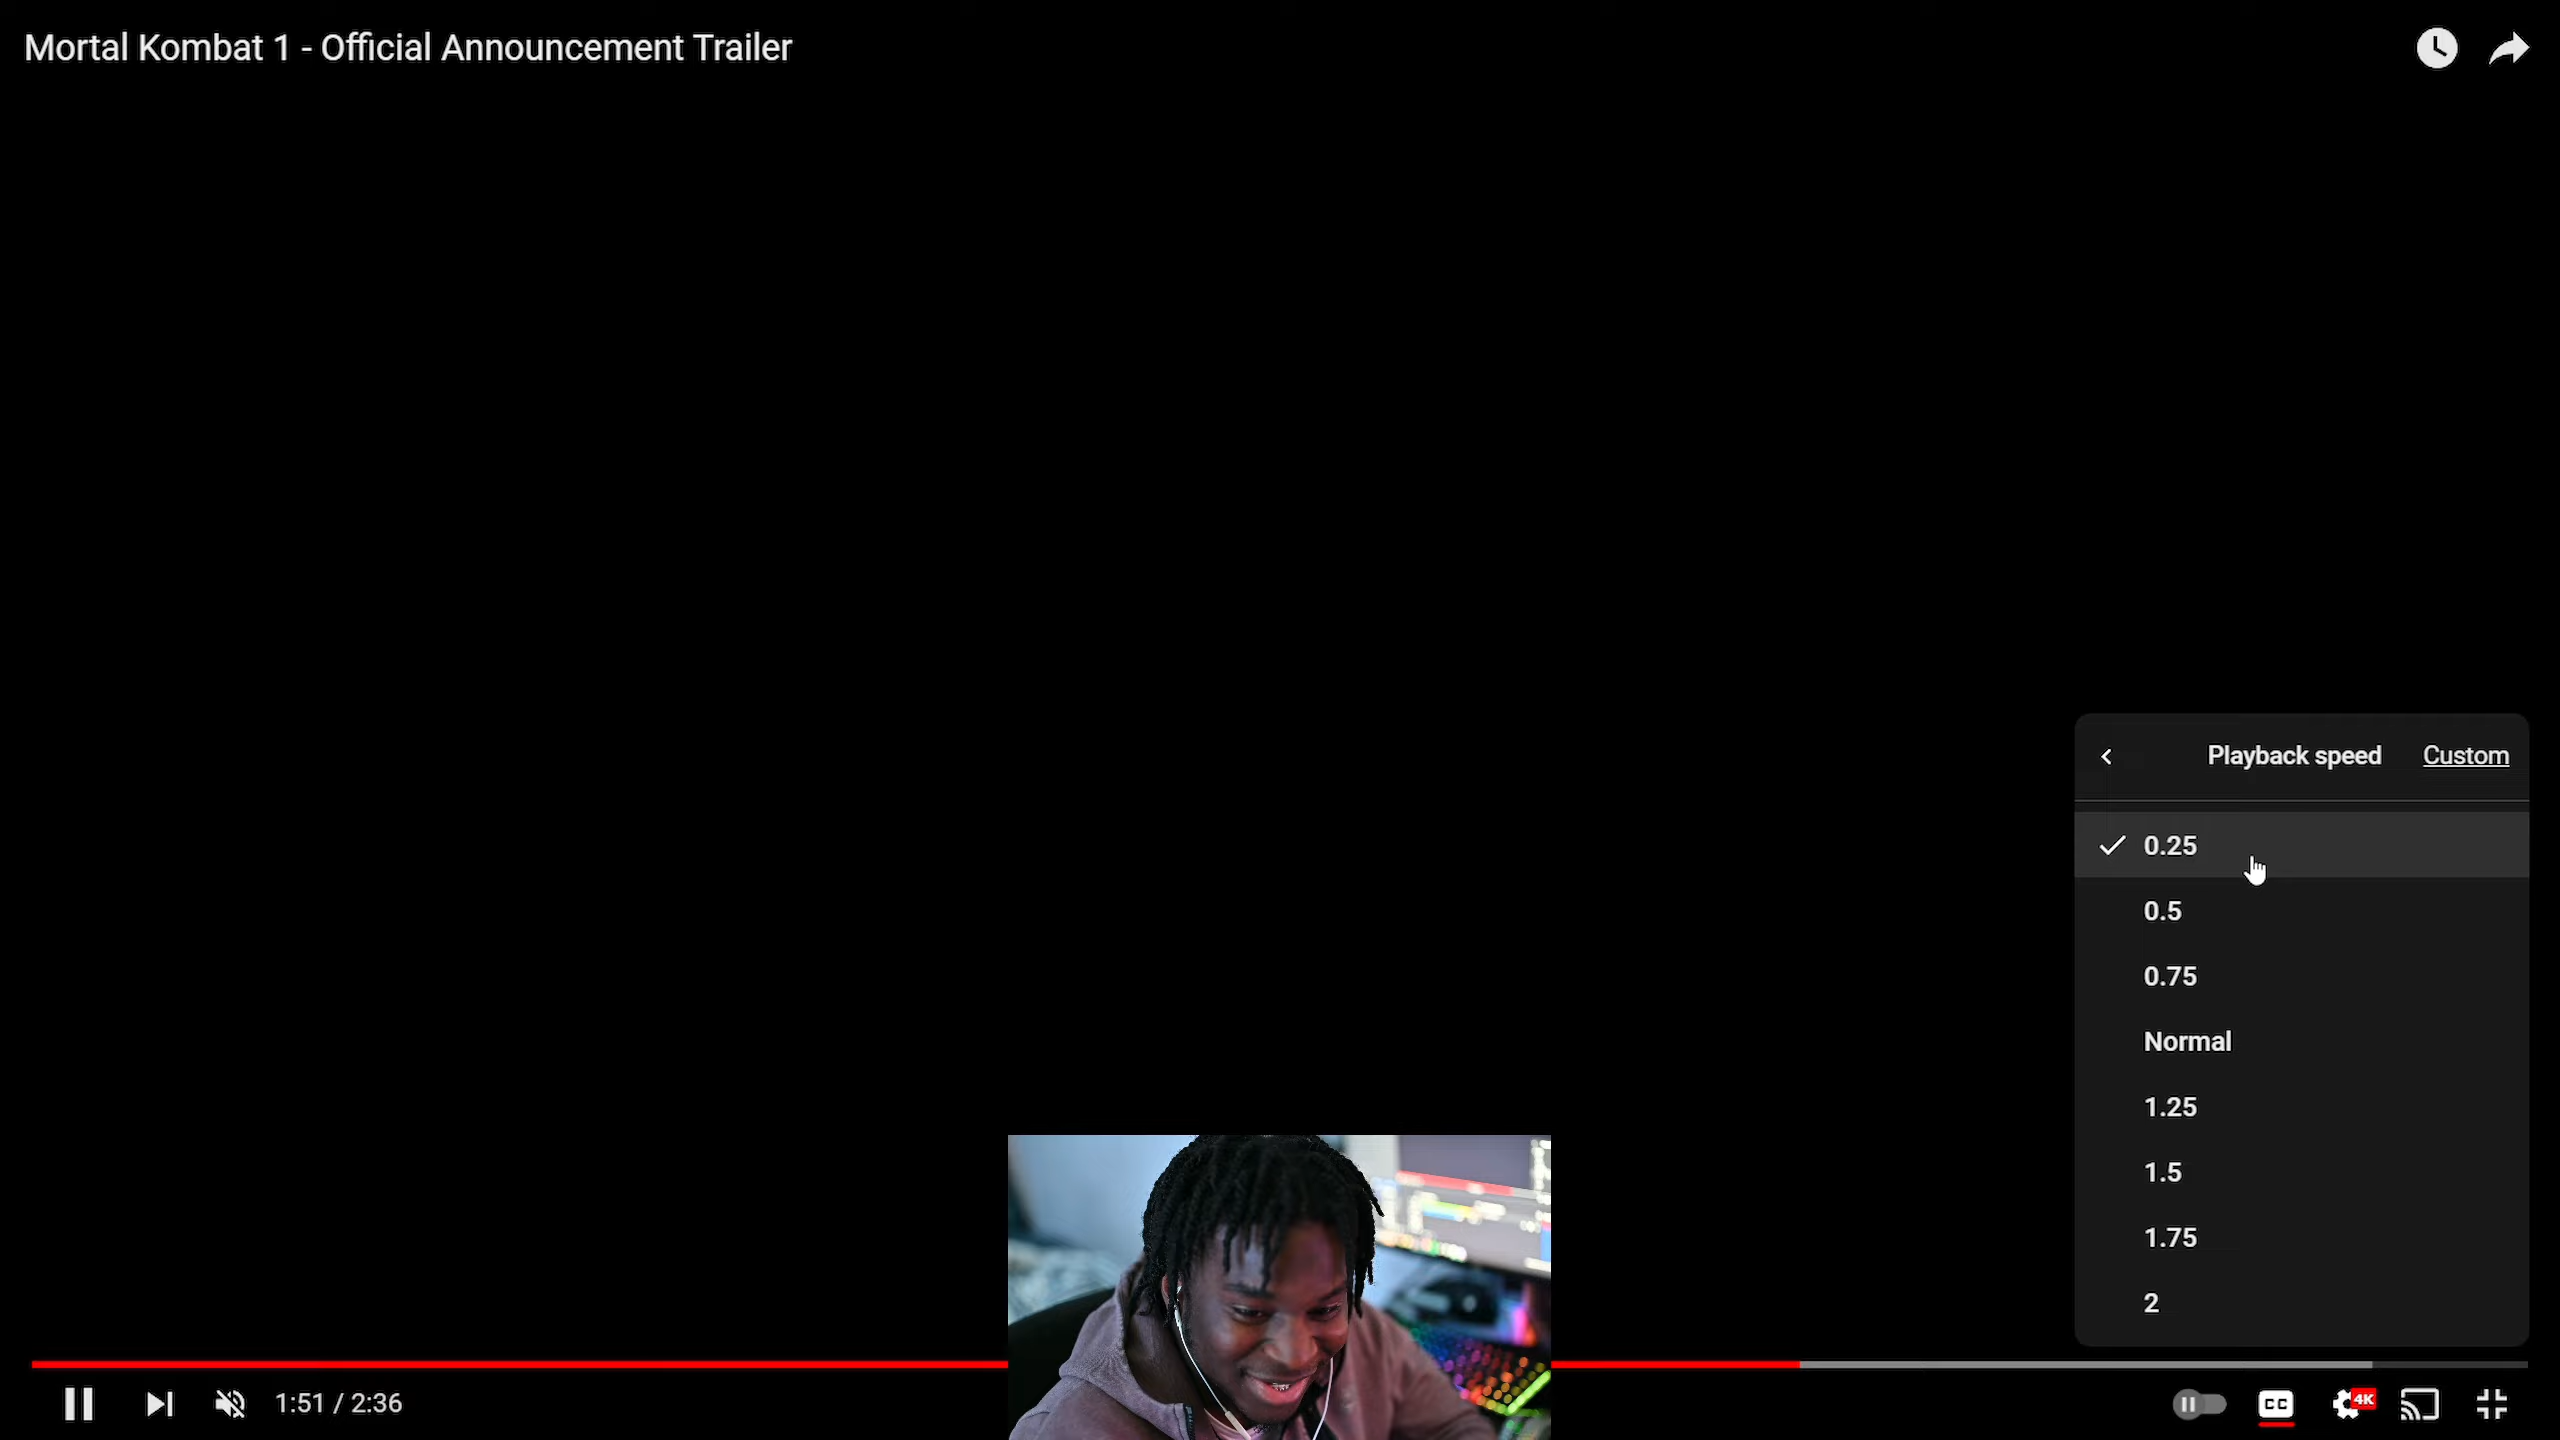 Mortal Kombat 1 - Official Announcement Trailer
Playback speed Custom
0.25
0.5
0.75
Normal
1.25
1.5
1.75
2
1:51 / 2:36
CC
4K